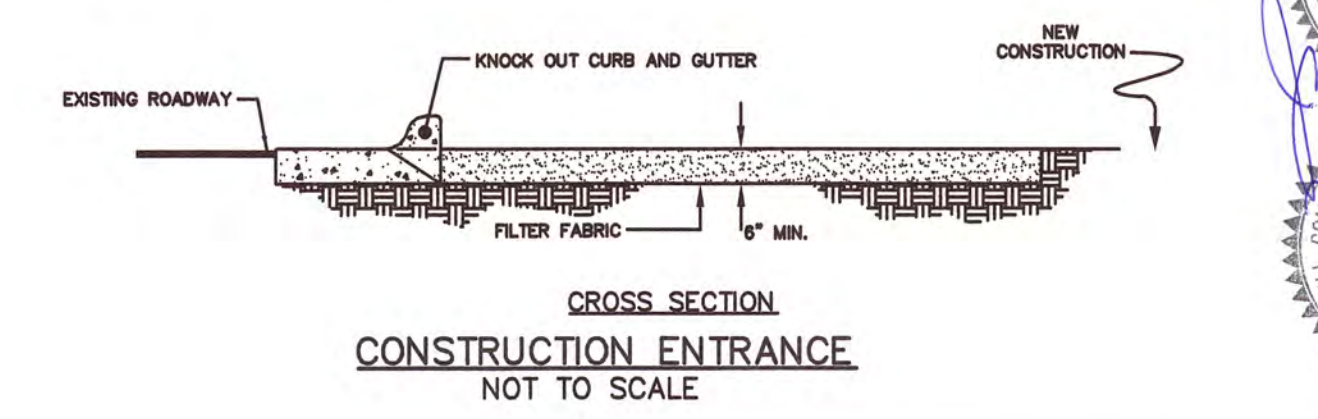 NEW
CONSTRUCTION
KNOCK OUT CURB AND GUTTER
EXISTING ROADWAY
FILTER FABRIC
6" MIN.
CROSS SECTION
CONSTRUCTION ENTRANCE
NOT TO SCALE